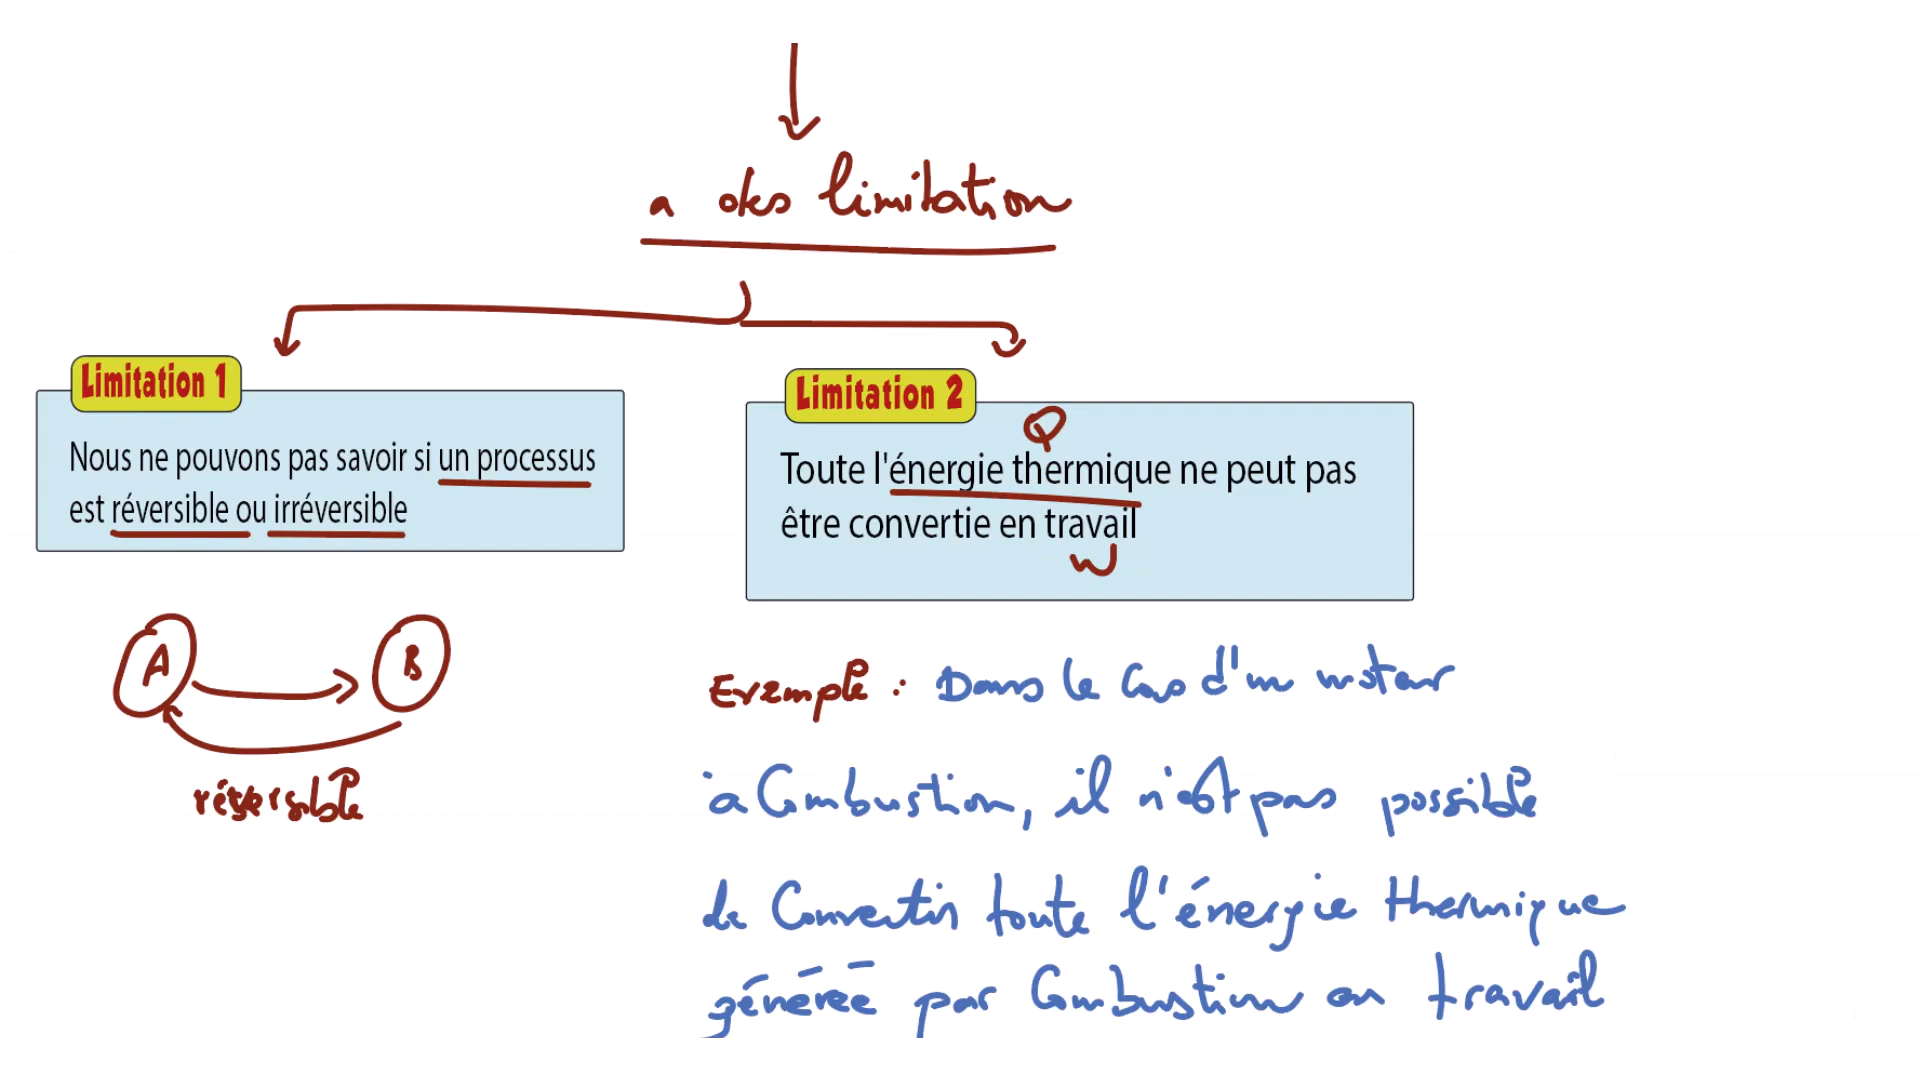 a des limitation
Limitation 1
Nous ne pouvons pas savoir si un processus
est réversible ou irréversible
A
B
réversible
Limitation 2
Q
Toute l'énergie thermique ne peut pas
être convertie en travail
W
Exemple : Dans le cas d'un moteur
à combustion, il n'est pas possible
de convertir toute l'énergie thermique
générée par combustion en travail